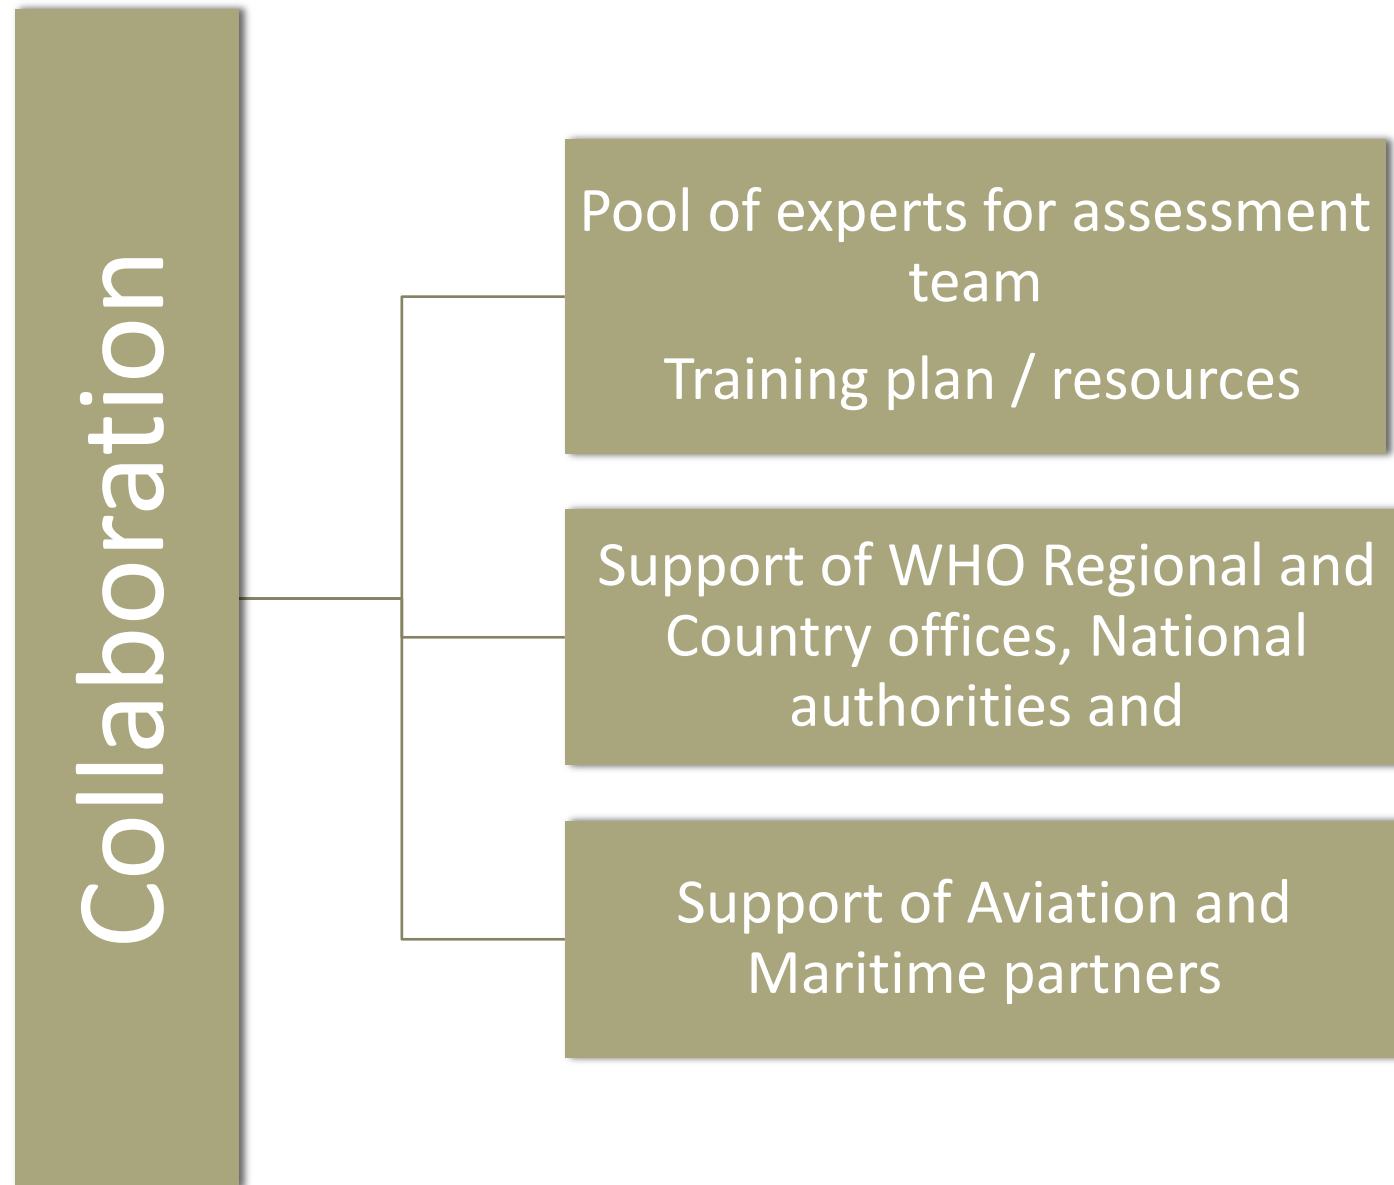 Collaboration
Pool of experts for assessment
team
Training plan / resources
Support of WHO Regional and
Country offices, National
authorities and
Support of Aviation and
Maritime partners